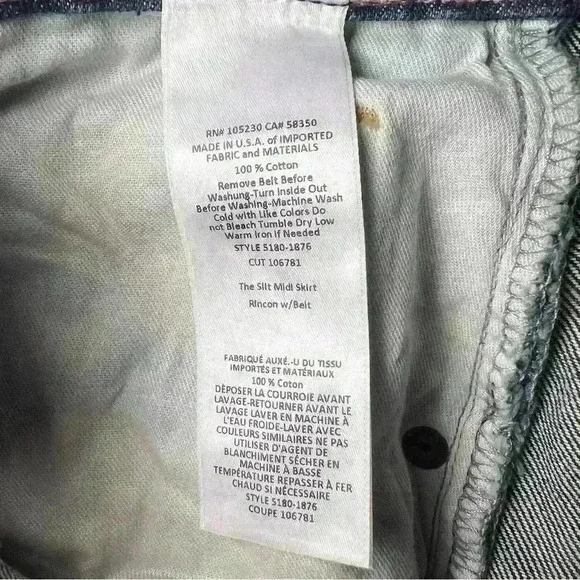 RN# 105230 CA# 58350
MADE IN U.S.A. of IMPORTED
FABRIC and MATERIALS
100 % Cotton
Remove Belt Before
Washung-Turn Inside Out
Before Washing-Machine Wash
Cold with Like Colors Do
not Bleach Tumble Dry Low
Warm Iron if Needed
STYLE 5180-1876
CUT 106781
The Slit Midi Skirt
Rincon w/Belt
FABRIQUÉ AUXÉ.-U DU TISSU
IMPORTÉS ET MATÉRIAUX
100 % Coton
DÉPOSER LA COURROIE AVANT
LAVAGE-RETOURNER AVANT LE
LAVAGE LAVER EN MACHINE À
L'EAU FROIDE-LAVER AVEC
COULEURS SIMILAIRES NE PAS
UTILISER D'AGENT DE
BLANCHIMENT SÉCHER EN
MACHINE À BASSE
TEMPÉRATURE REPASSER À FER
CHAUD SI NÉCESSAIRE
STYLE 5180-1876
COUPE 106781